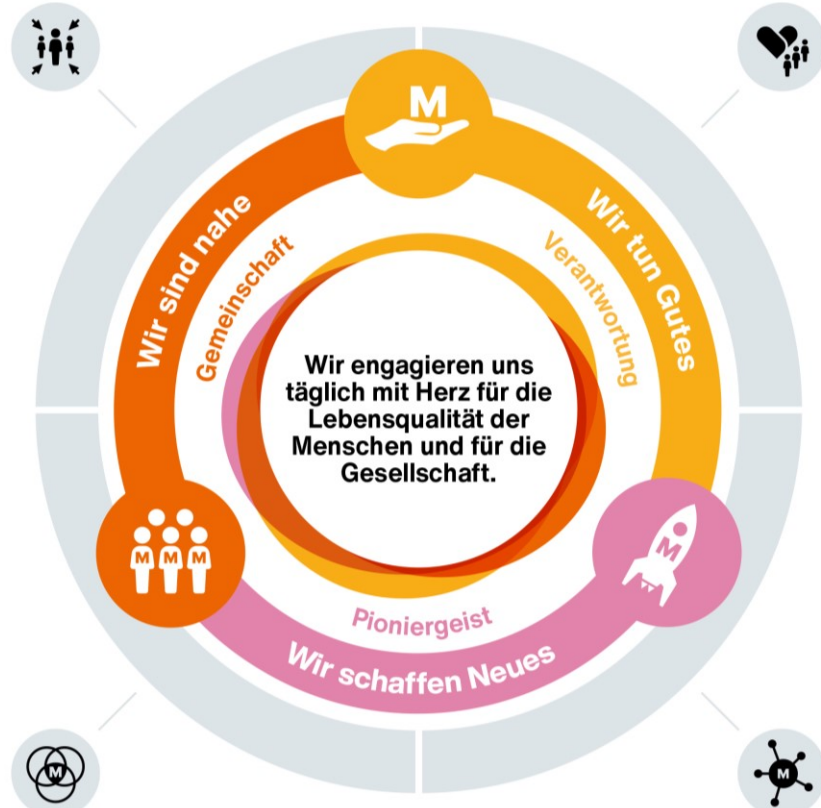 M
Wir sind nahe
Gemeinschaft
Wir tun Gutes
Verantwortung
Wir engagieren uns
täglich mit Herz für die
Lebensqualität der
Menschen und für die
Gesellschaft.
M M M
M
Pioniergeist
Wir schaffen Neues
M
M